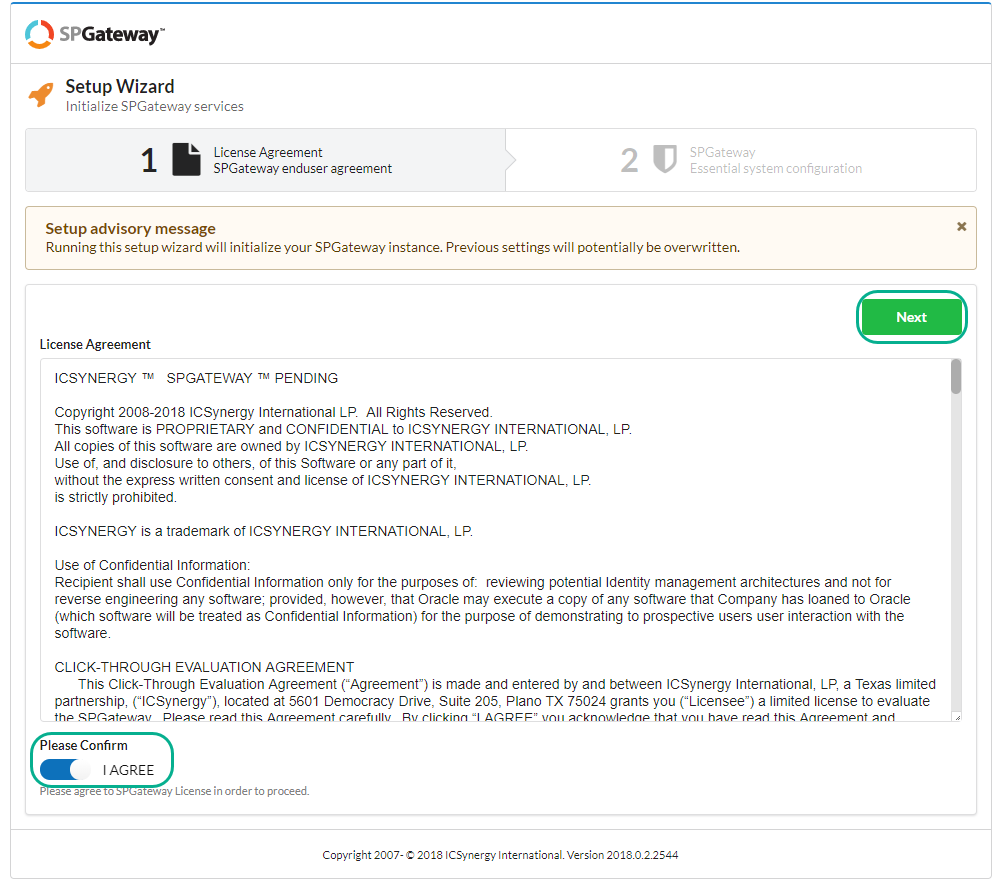 SPGateway™
Setup Wizard
Initialize SPGateway services
1
License Agreement
SPGateway enduser agreement
2
SPGateway
Essential system configuration
Setup advisory message
Running this setup wizard will initialize your SPGateway instance. Previous settings will potentially be overwritten.
Next
License Agreement
ICSYNERGY ™   SPGATEWAY ™ PENDING
Copyright 2008-2018 ICSynergy International LP.  All Rights Reserved.
This software is PROPRIETARY and CONFIDENTIAL to ICSYNERGY INTERNATIONAL, LP.
All copies of this software are owned by ICSYNERGY INTERNATIONAL, LP.
Use of, and disclosure to others, of this Software or any part of it,
without the express written consent and license of ICSYNERGY INTERNATIONAL, LP.
is strictly prohibited.
ICSYNERGY is a trademark of ICSYNERGY INTERNATIONAL, LP.
Use of Confidential Information:
Recipient shall use Confidential Information only for the purposes of:  reviewing potential Identity management architectures and not for
reverse engineering any software; provided, however, that Oracle may execute a copy of any software that Company has loaned to Oracle
(which software will be treated as Confidential Information) for the purpose of demonstrating to prospective users user interaction with the
software.
CLICK-THROUGH EVALUATION AGREEMENT
This Click-Through Evaluation Agreement (“Agreement”) is made and entered by and between ICSynergy International, LP, a Texas limited
partnership, (“ICSynergy”), located at 5601 Democracy Drive, Suite 205, Plano TX 75024 grants you (“Licensee”) a limited license to evaluate
the SPGateway.  Please read this Agreement carefully.  By clicking “I AGREE” you acknowledge that you have read this Agreement and
Please Confirm
I AGREE
Please agree to SPGateway License in order to proceed.
Copyright 2007- © 2018 ICSynergy International. Version 2018.0.2.2544